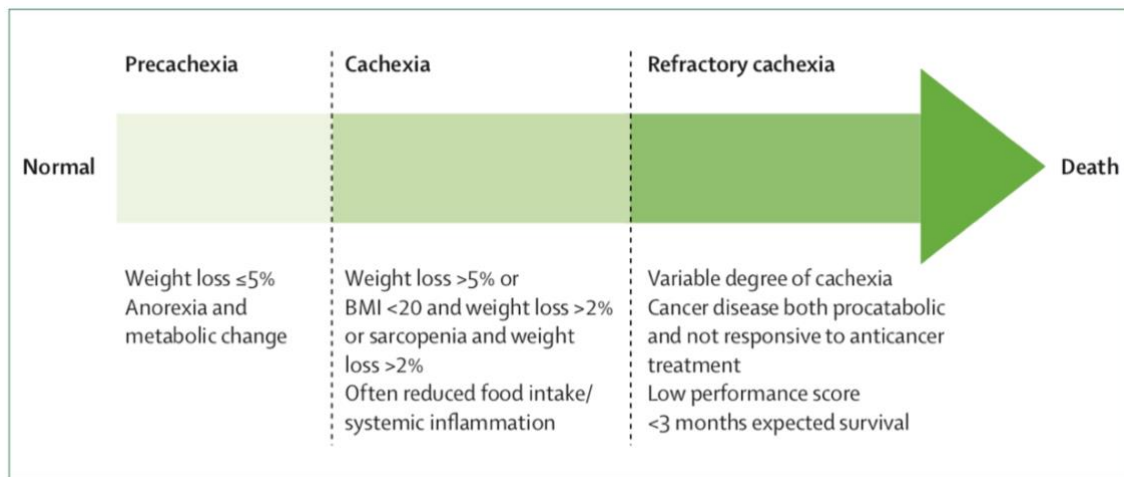 Precachexia
Cachexia
Refractory cachexia
Normal
Death
Weight loss ≤5%
Anorexia and
metabolic change
Weight loss >5% or
BMI <20 and weight loss >2%
or sarcopenia and weight
loss >2%
Often reduced food intake/
systemic inflammation
Variable degree of cachexia
Cancer disease both procatabolic
and not responsive to anticancer
treatment
Low performance score
<3 months expected survival